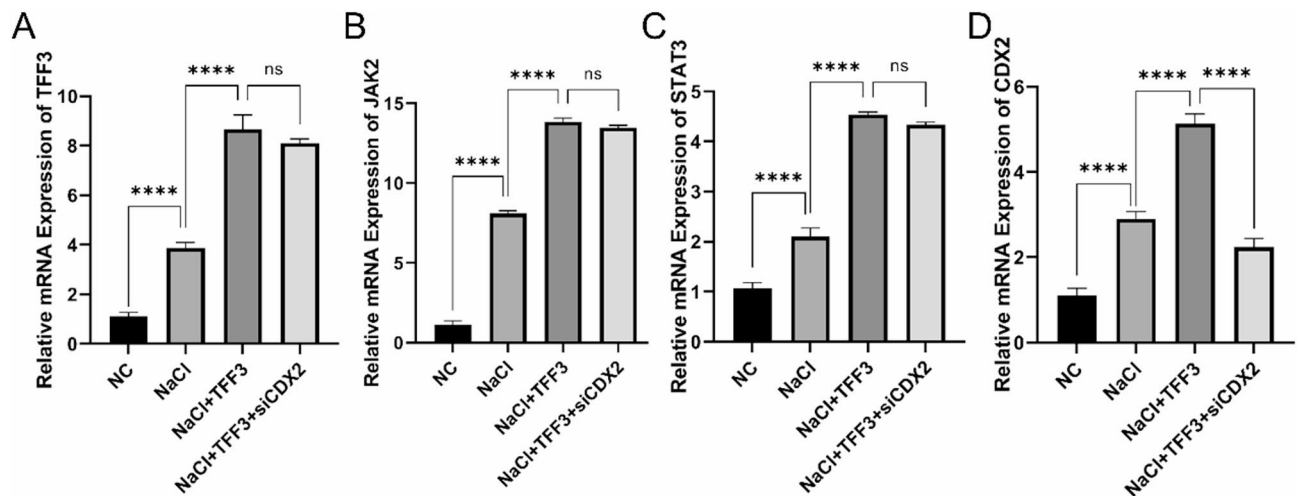 A
Relative mRNA Expression of TFF3
10
8
6
4
2
0
****
****
ns
NC
NaCl
NaCl+TFF3
NaCl+TFF3+siCDX2
B
Relative mRNA Expression of JAK2
15
10
5
0
****
****
ns
NC
NaCl
NaCl+TFF3
NaCl+TFF3+siCDX2
C
Relative mRNA Expression of STAT3
5
4
3
2
1
0
****
****
ns
NC
NaCl
NaCl+TFF3
NaCl+TFF3+siCDX2
D
Relative mRNA Expression of CDX2
6
4
2
0
****
****
****
NC
NaCl
NaCl+TFF3
NaCl+TFF3+siCDX2